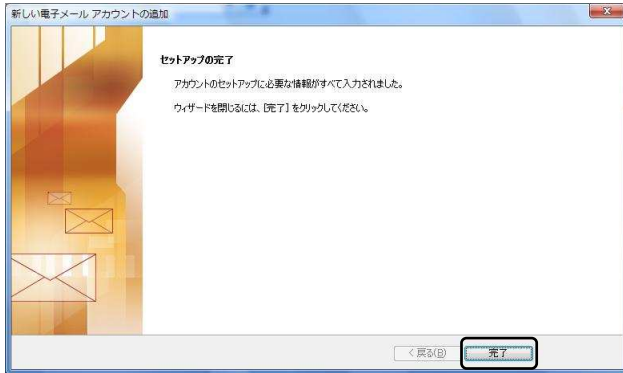 新しい電子メール アカウントの追加
セットアップの完了
アカウントのセットアップに必要な情報がすべて入力されました。
ウィザードを閉じるには、[完了] をクリックしてください。
< 戻る(B)
完了